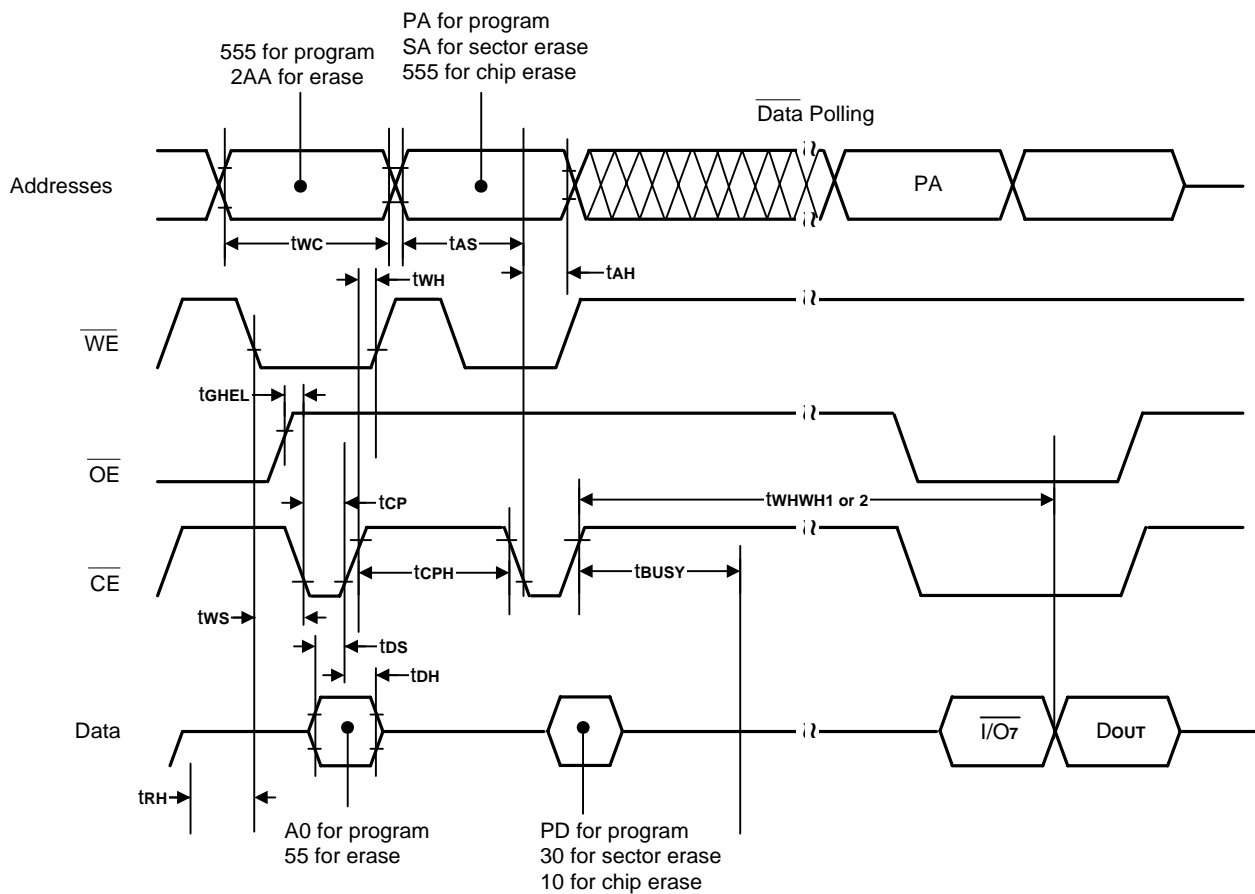 555 for program
2AA for erase
PA for program
SA for sector erase
555 for chip erase
Data Polling
Addresses
PA
tWC
tAS
tWH
tAH
WE
tGHEL
OE
tCP
tWHWH1 or 2
CE
tCPH
tBUSY
tWS
tDS
tDH
Data
I/O7
DOUT
tRH
A0 for program
55 for erase
PD for program
30 for sector erase
10 for chip erase